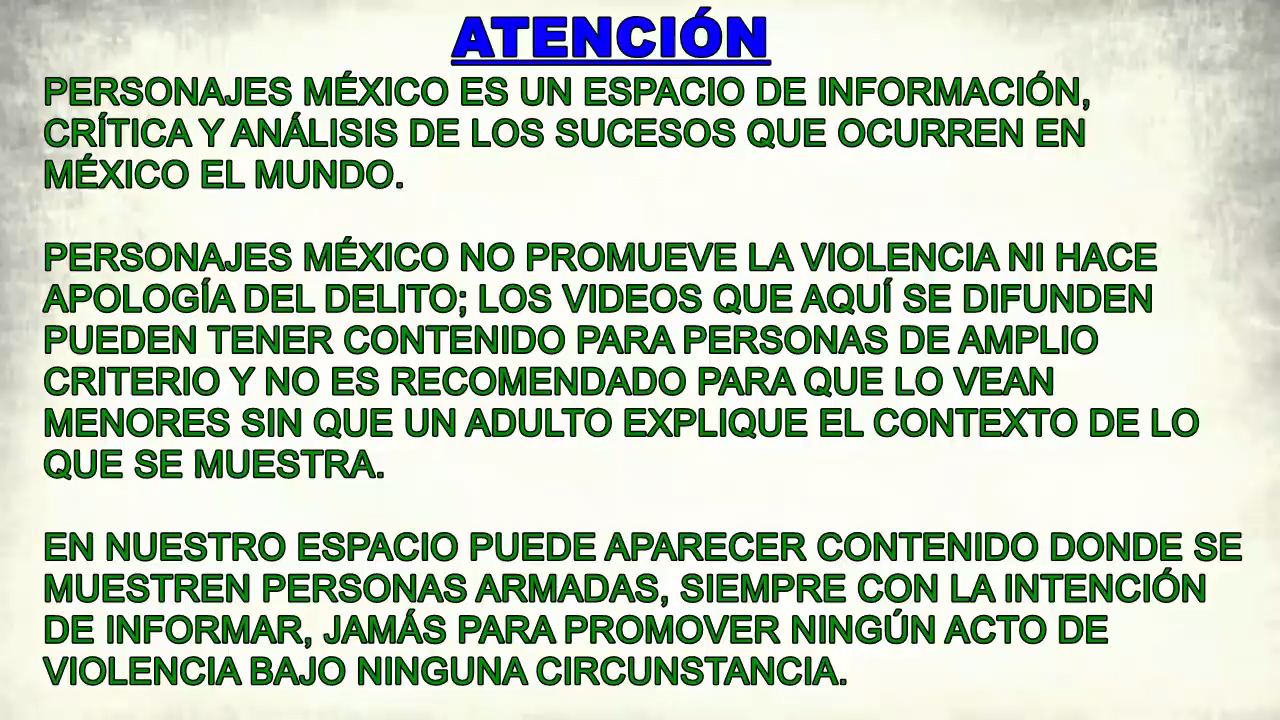 ATENCIÓN
PERSONAJES MÉXICO ES UN ESPACIO DE INFORMACIÓN,
CRÍTICA Y ANÁLISIS DE LOS SUCESOS QUE OCURREN EN
MÉXICO EL MUNDO.
PERSONAJES MÉXICO NO PROMUEVE LA VIOLENCIA NI HACE
APOLOGÍA DEL DELITO; LOS VIDEOS QUE AQUÍ SE DIFUNDEN
PUEDEN TENER CONTENIDO PARA PERSONAS DE AMPLIO
CRITERIO Y NO ES RECOMENDADO PARA QUE LO VEAN
MENORES SIN QUE UN ADULTO EXPLIQUE EL CONTEXTO DE LO
QUE SE MUESTRA.
EN NUESTRO ESPACIO PUEDE APARECER CONTENIDO DONDE SE
MUESTREN PERSONAS ARMADAS, SIEMPRE CON LA INTENCIÓN
DE INFORMAR, JAMÁS PARA PROMOVER NINGÚN ACTO DE
VIOLENCIA BAJO NINGUNA CIRCUNSTANCIA.